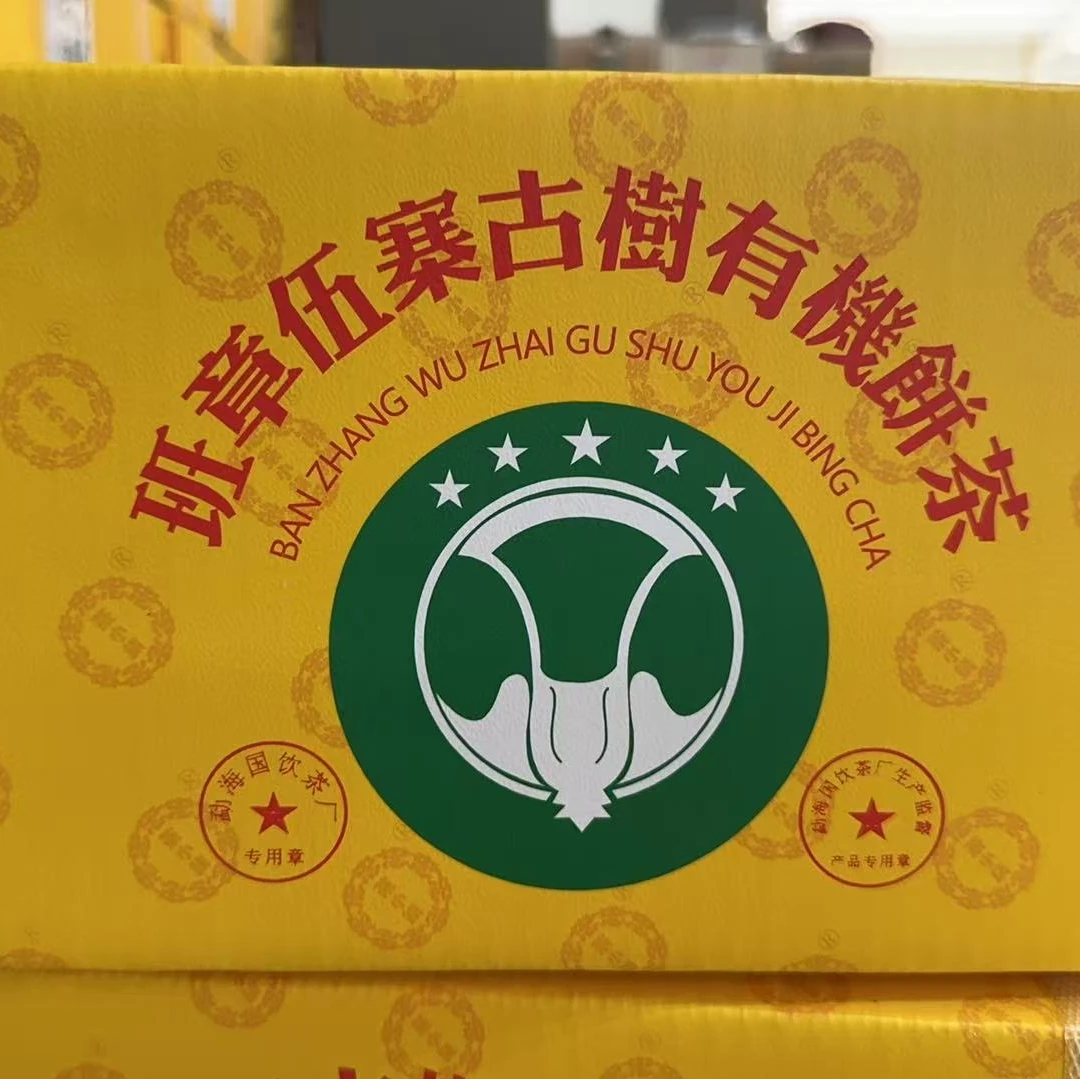 班章伍寨古樹有機餅茶
BAN ZHANG WU ZHAI GU SHU YOU JI BING CHA
勐海国饮茶厂
专用章
勐海国饮茶厂生产监督
产品专用章